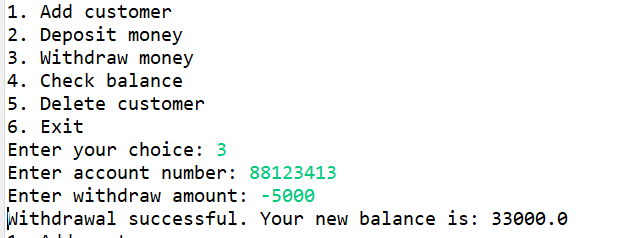 1. Add customer
2. Deposit money
3. Withdraw money
4. Check balance
5. Delete customer
6. Exit
Enter your choice: 3
Enter account number: 88123413
Enter withdraw amount: -5000
Withdrawal successful. Your new balance is: 33000.0